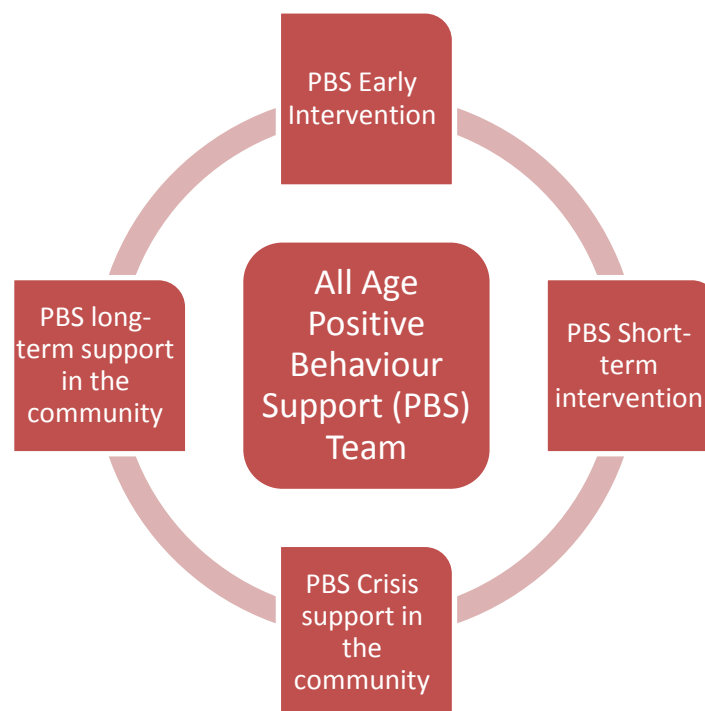 PBS Early
Intervention
All Age
Positive
Behaviour
Support (PBS)
Team
PBS long-
term support
in the
community
PBS Short-
term
intervention
PBS Crisis
support in
the
community